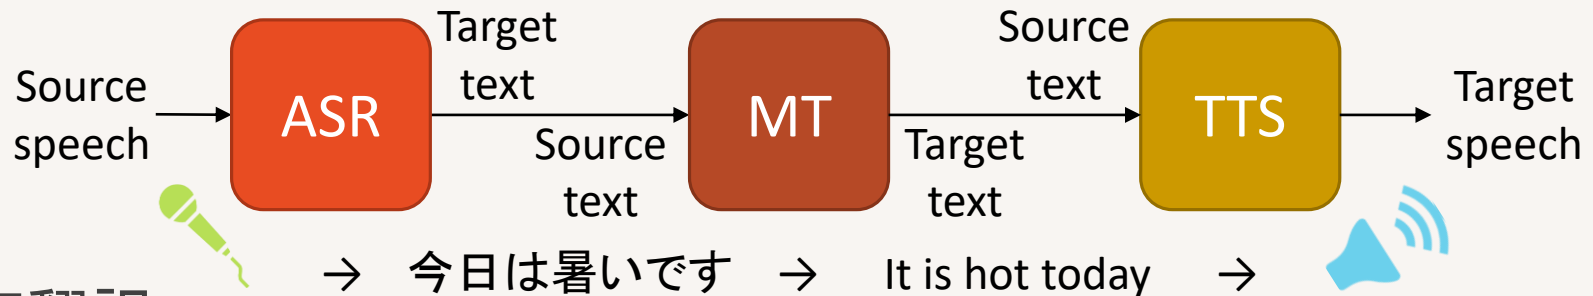 Source
speech
ASR
Target
text
Source
text
MT
Target
text
Source
text
TTS
Target
speech
→ 今日は暑いです → It is hot today →